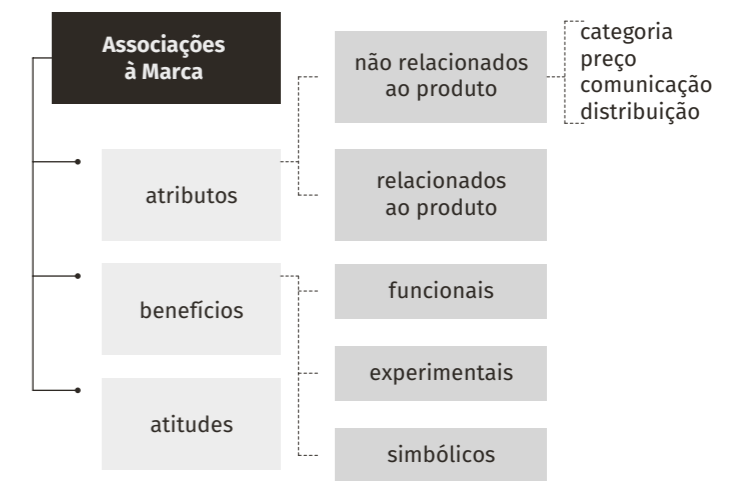 Associações
à Marca
atributos
benefícios
atitudes
não relacionados
ao produto
relacionados
ao produto
funcionais
experimentais
simbólicos
categoria
preço
comunicação
distribuição